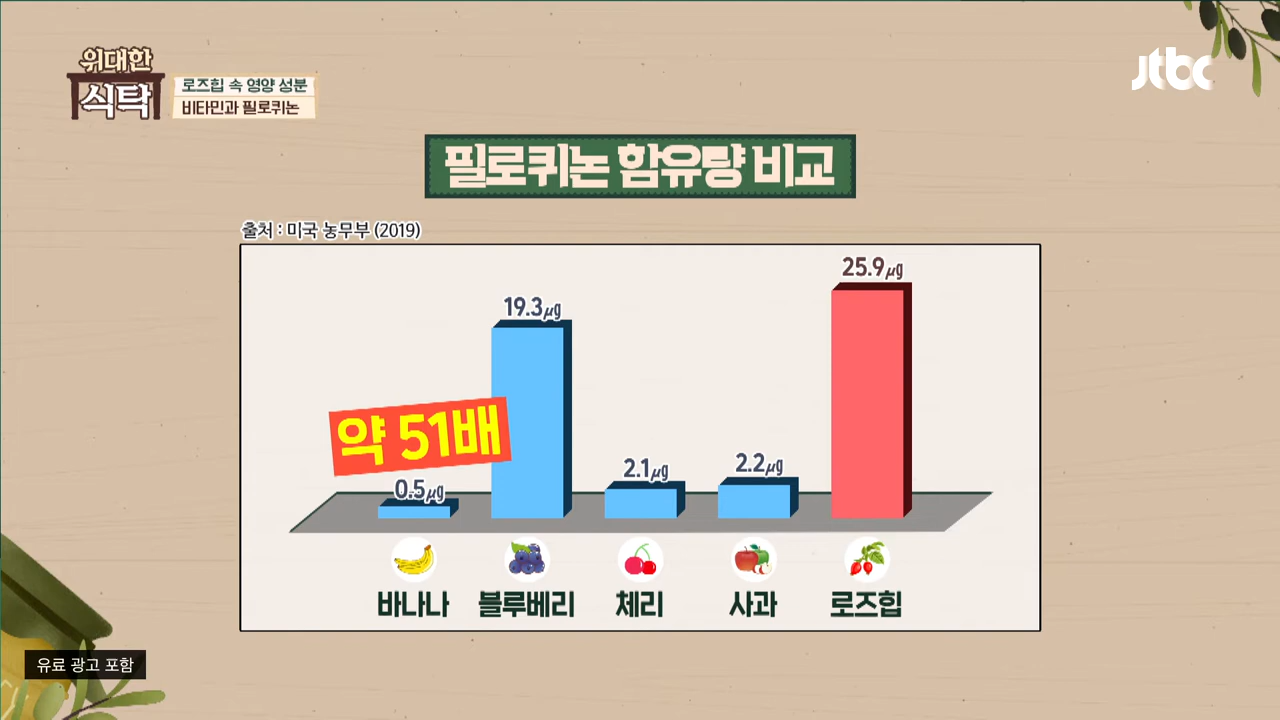 위대한
식탁
로즈힙 속 영양 성분
비타민과 필로퀴논
jtbc
필로퀴논 함유량 비교
출처 : 미국 농무부 (2019)
25.9㎍
19.3㎍
약 51배
2.1㎍
2.2㎍
0.5㎍
바나나 블루베리 체리 사과 로즈힙
유료 광고 포함